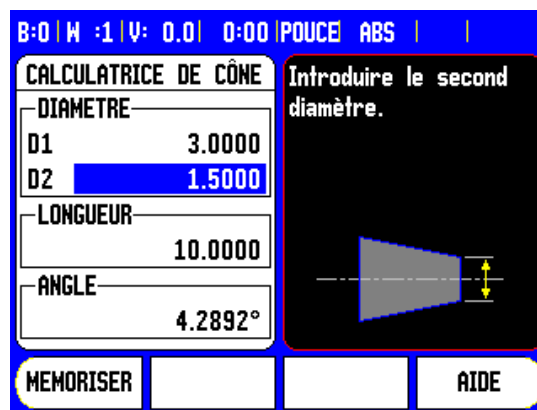 B:0 | W :1 | V: 0.0 | 0:00 | POUCE | ABS | |
CALCULATRICE DE CÔNE
DIAMETRE
D1 3.0000
D2 1.5000
LONGUEUR
10.0000
ANGLE
4.2892°
Introduire le second
diamètre.
MEMORISER
AIDE